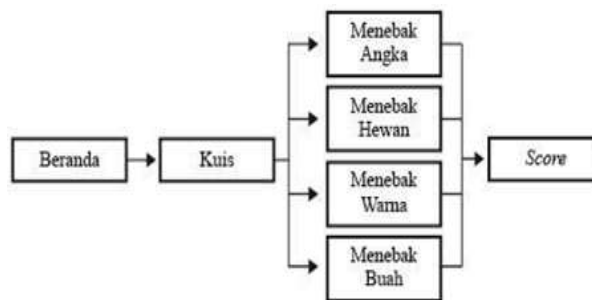 Beranda
Kuis
Menebak
Angka
Menebak
Hewan
Menebak
Warna
Menebak
Buah
Score